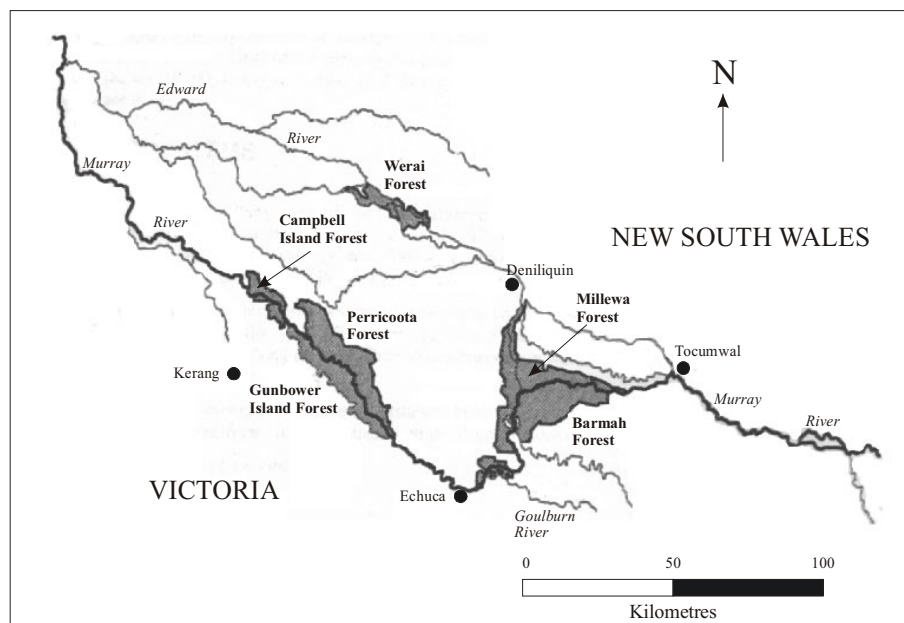 N
Edward
River
Murray
River
Werai
Forest
Campbell
Island Forest
NEW SOUTH WALES
Deniliquin
Millewa
Forest
Perricoota
Forest
Tocumwal
Kerang
Gunbower
Island Forest
Murray
River
Barmah
Forest
VICTORIA
Echuca
Goulburn
River
0
50
100
Kilometres